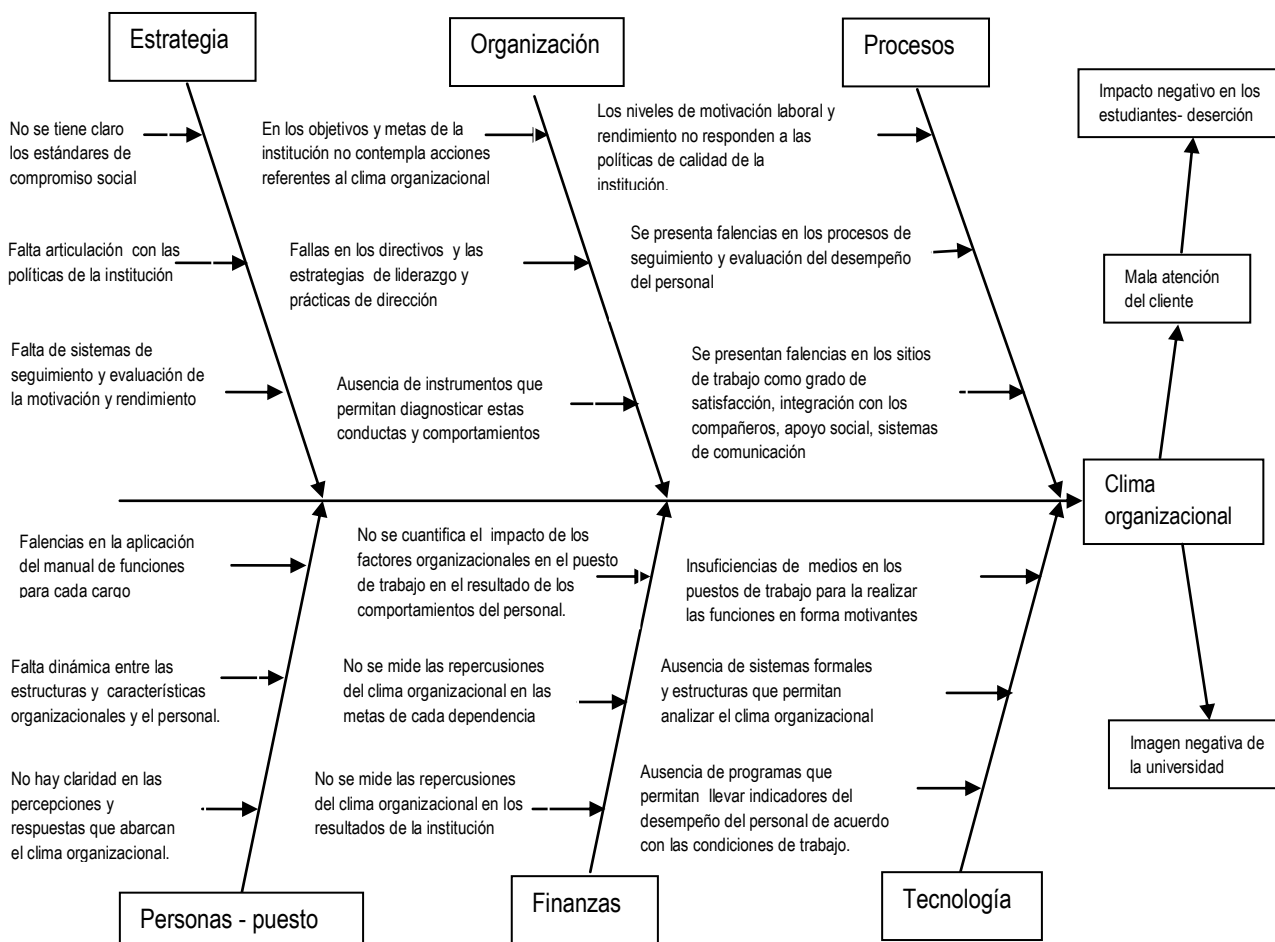 Estrategia
Organización
Procesos
Impacto negativo en los
estudiantes- deserción
No se tiene claro
los estándares de
compromiso social
En los objetivos y metas de la
institución no contempla acciones
referentes al clima organizacional
Los niveles de motivación laboral y
rendimiento no responden a las
políticas de calidad de la
institución.
Falta articulación con las
políticas de la institución
Fallas en los directivos y las
estrategias de liderazgo y
prácticas de dirección
Se presenta falencias en los procesos de
seguimiento y evaluación del desempeño
del personal
Mala atención
del cliente
Falta de sistemas de
seguimiento y evaluación de
la motivación y rendimiento
Ausencia de instrumentos que
permitan diagnosticar estas
conductas y comportamientos
Se presentan falencias en los sitios
de trabajo como grado de
satisfacción, integración con los
compañeros, apoyo social, sistemas
de comunicación
Clima
organizacional
Falencias en la aplicación
del manual de funciones
para cada cargo
No se cuantifica el impacto de los
factores organizacionales en el puesto
de trabajo en el resultado de los
comportamientos del personal.
Insuficiencias de medios en los
puestos de trabajo para la realizar
las funciones en forma motivantes
Falta dinámica entre las
estructuras y características
organizacionales y el personal.
No se mide las repercusiones
del clima organizacional en las
metas de cada dependencia
Ausencia de sistemas formales
y estructuras que permitan
analizar el clima organizacional
Imagen negativa de
la universidad
No hay claridad en las
percepciones y
respuestas que abarcan
el clima organizacional.
No se mide las repercusiones
del clima organizacional en los
resultados de la institución
Ausencia de programas que
permitan llevar indicadores del
desempeño del personal de acuerdo
con las condiciones de trabajo.
Personas - puesto
Finanzas
Tecnología